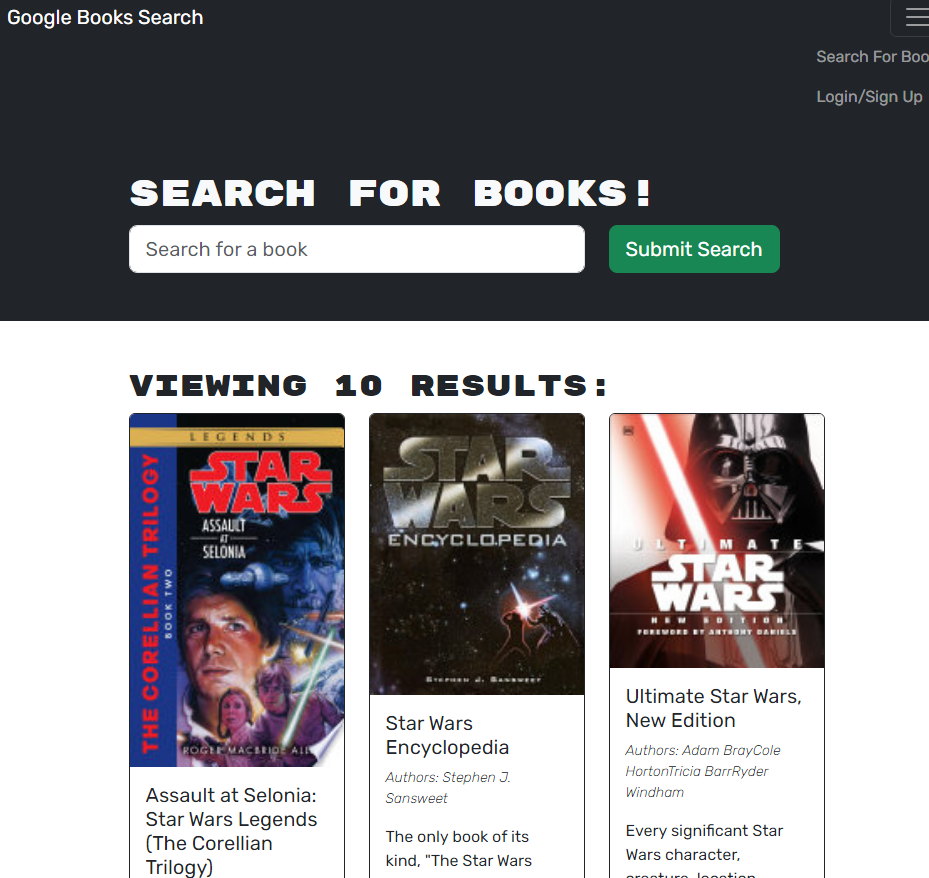 Google Books Search
Search For Boo
Login/Sign Up
SEARCH FOR BOOKS!
Search for a book
Submit Search
VIEWING 10 RESULTS:
LEGENDS
THE CORELLIAN TRILOGY
BOOK TWO
STAR
WARS
ASSAULT
AT
SELONIA
ROGER MACBRIDE ALL
Assault at Selonia:
Star Wars Legends
(The Corellian
Trilogy)
STAR
WARS
ENCYCLOPEDIA
STEPHEN J. SANSWEET
Star Wars
Encyclopedia
Authors: Stephen J.
Sansweet
The only book of its
kind, "The Star Wars
ULTIMATE
STAR
WARS
NEW EDITION
FOREWORD BY ANTHONY DANIELS
Ultimate Star Wars,
New Edition
Authors: Adam BrayCole
HortonTricia BarrRyder
Windham
Every significant Star
Wars character,
creature, location,